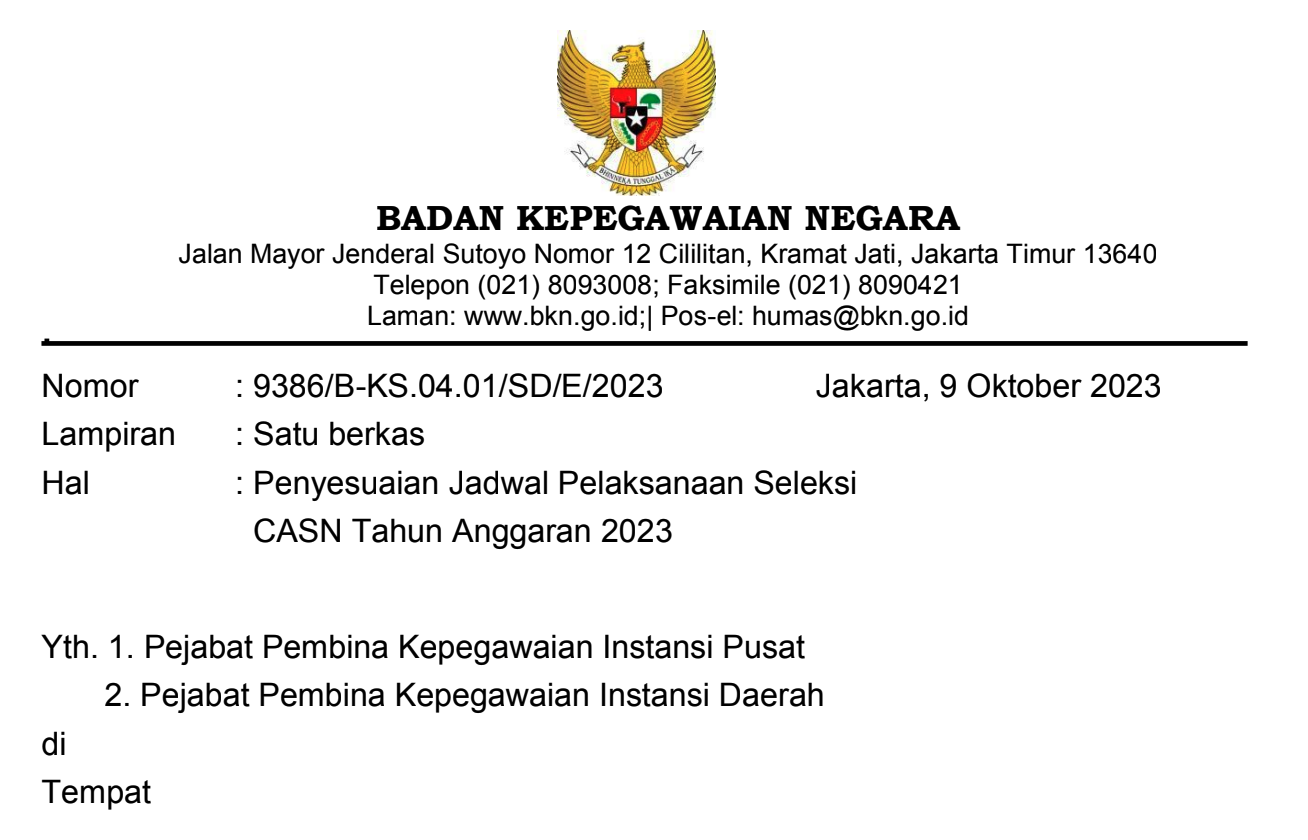 BHINNEKA TUNGGAL IKA
BADAN KEPEGAWAIAN NEGARA
Jalan Mayor Jenderal Sutoyo Nomor 12 Cililitan, Kramat Jati, Jakarta Timur 13640
Telepon (021) 8093008; Faksimile (021) 8090421
Laman: www.bkn.go.id;| Pos-el: humas@bkn.go.id
Nomor : 9386/B-KS.04.01/SD/E/2023 Jakarta, 9 Oktober 2023
Lampiran : Satu berkas
Hal : Penyesuaian Jadwal Pelaksanaan Seleksi
CASN Tahun Anggaran 2023
Yth. 1. Pejabat Pembina Kepegawaian Instansi Pusat
2. Pejabat Pembina Kepegawaian Instansi Daerah
di
Tempat